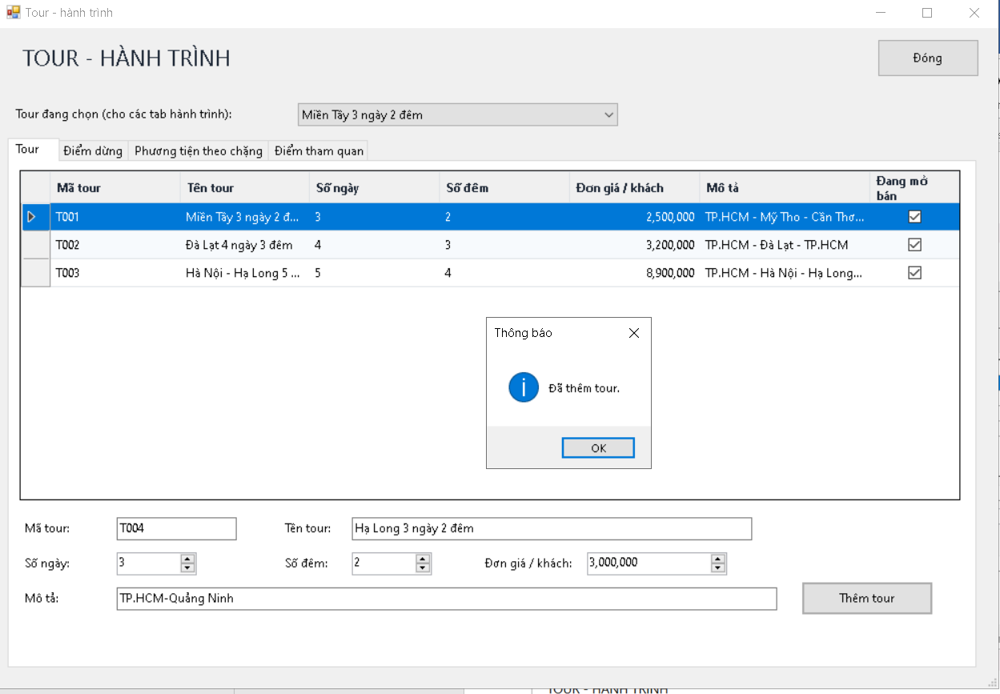 Tour - hành trình
TOUR - HÀNH TRÌNH
Đóng
Tour đang chọn (cho các tab hành trình):
Miền Tây 3 ngày 2 đêm
Tour Điểm dừng Phương tiện theo chặng Điểm tham quan
Mã tour Tên tour Số ngày Số đêm Đơn giá / khách Mô tả Đang mở
bán
T001 Miền Tây 3 ngày 2 đ... 3 2 2,500,000 TP.HCM - Mỹ Tho - Cần Thơ...
T002 Đà Lạt 4 ngày 3 đêm 4 3 3,200,000 TP.HCM - Đà Lạt - TP.HCM
T003 Hà Nội - Hạ Long 5 ... 5 4 8,900,000 TP.HCM - Hà Nội - Hạ Long...
Thông báo
Đã thêm tour.
OK
Mã tour: T004 Tên tour: Hạ Long 3 ngày 2 đêm
Số ngày: 3 Số đêm: 2 Đơn giá / khách: 3,000,000
Mô tả: TP.HCM-Quảng Ninh Thêm tour
TOUR - HÀNH TRÌNH